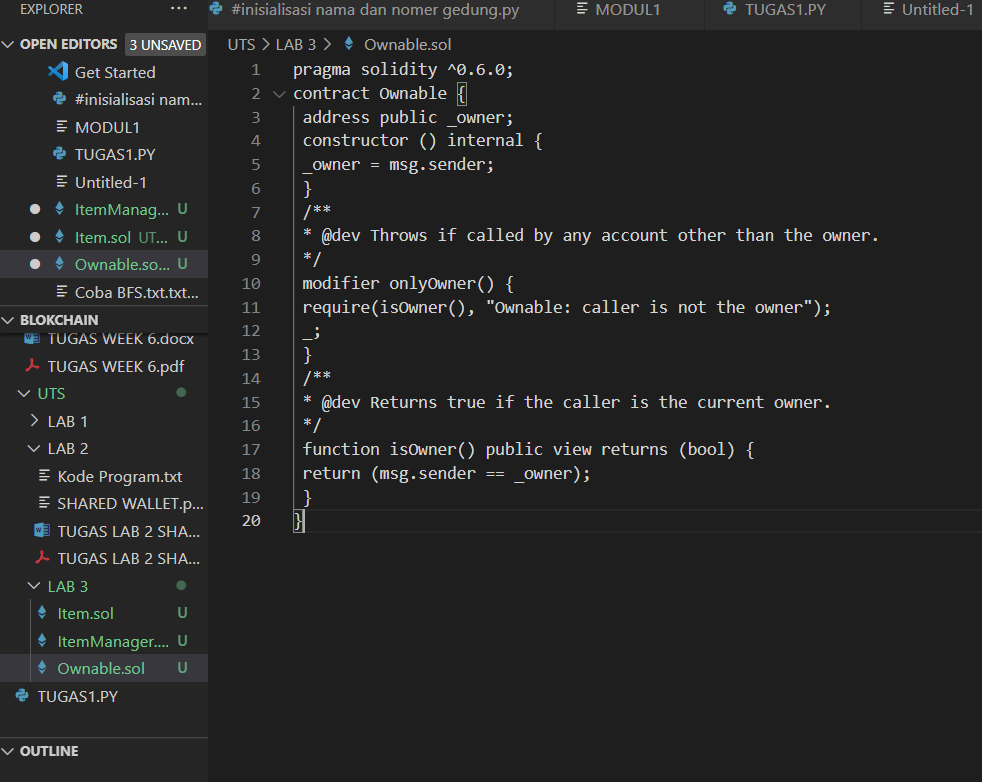 EXPLORER
OPEN EDITORS 3 UNSAVED
Get Started
#inisialisasi nam...
MODUL1
TUGAS1.PY
Untitled-1
ItemManag... U
Item.sol UT... U
Ownable.so... U
Coba BFS.txt.txt...
BLOKCHAIN
TUGAS WEEK 6.docx
TUGAS WEEK 6.pdf
UTS
LAB 1
LAB 2
Kode Program.txt
SHARED WALLET.p...
TUGAS LAB 2 SHA...
TUGAS LAB 2 SHA...
LAB 3
Item.sol U
ItemManager.... U
Ownable.sol U
TUGAS1.PY
OUTLINE
#inisialisasi nama dan nomer gedung.py MODUL1 TUGAS1.PY Untitled-1
UTS > LAB 3 > Ownable.sol
1 pragma solidity ^0.6.0;
2 contract Ownable {
3 address public _owner;
4 constructor () internal {
5 _owner = msg.sender;
6 }
7 /**
8 * @dev Throws if called by any account other than the owner.
9 */
10 modifier onlyOwner() {
11 require(isOwner(), "Ownable: caller is not the owner");
12 _;
13 }
14 /**
15 * @dev Returns true if the caller is the current owner.
16 */
17 function isOwner() public view returns (bool) {
18 return (msg.sender == _owner);
19 }
20 }